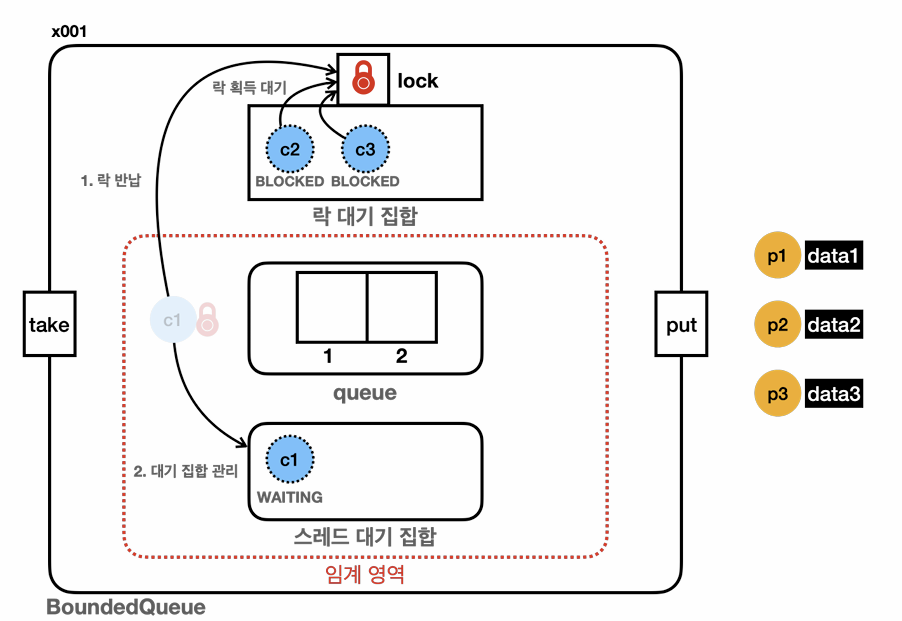 x001
락 획득 대기
lock
c2
c3
BLOCKED
BLOCKED
1. 락 반납
락 대기 집합
take
c1
1
2
queue
put
p1
data1
p2
data2
p3
data3
c1
2. 대기 집합 관리
WAITING
스레드 대기 집합
임계 영역
BoundedQueue